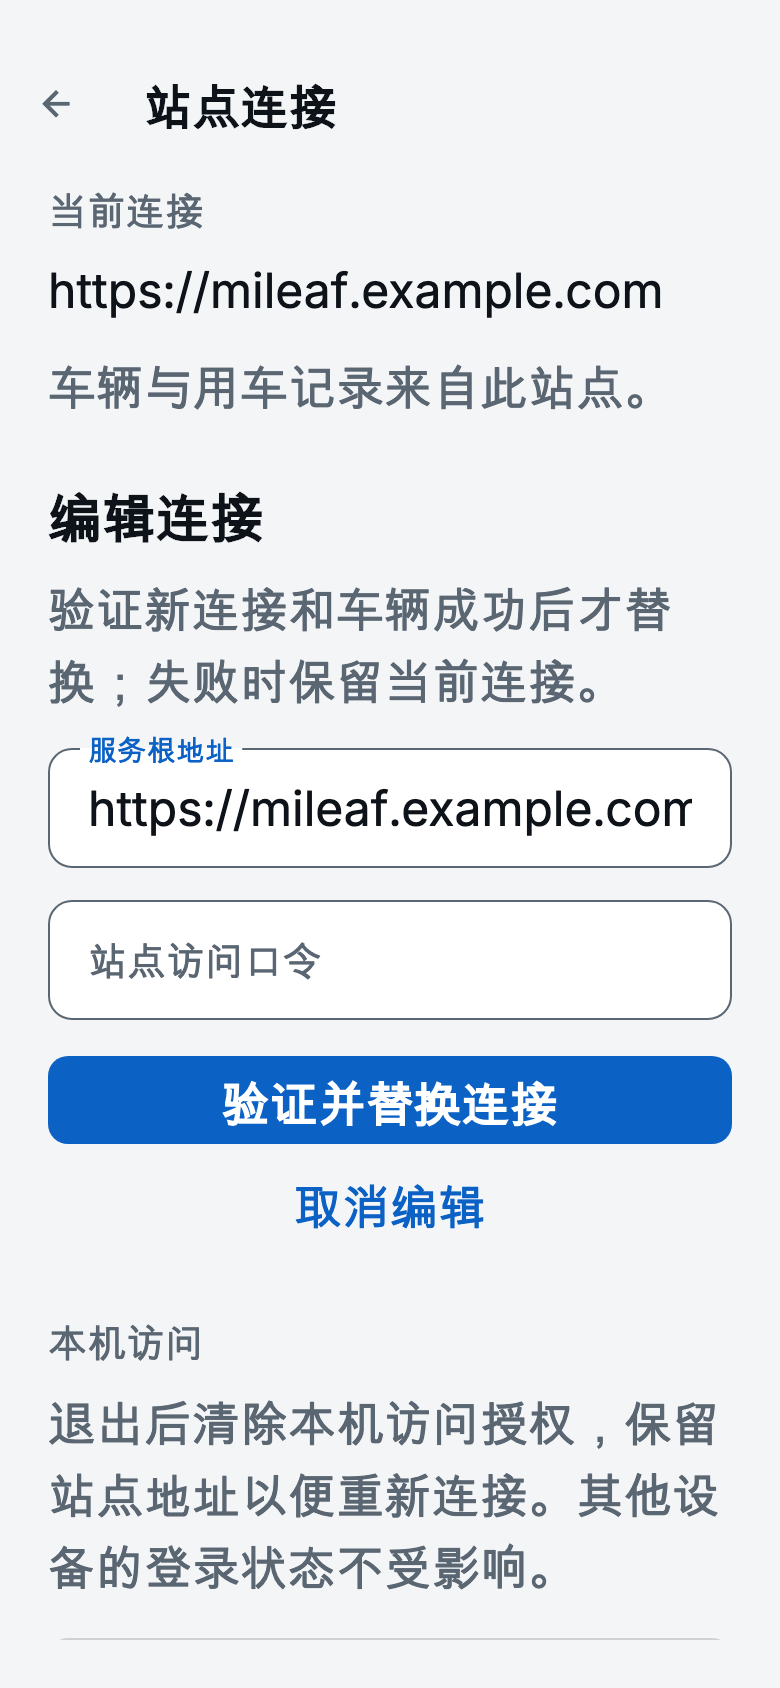 站点连接
当前连接
https://mileaf.example.com
车辆与用车记录来自此站点。
编辑连接
验证新连接和车辆成功后才替
换；失败时保留当前连接。
服务根地址
https://mileaf.example.com
站点访问口令
验证并替换连接
取消编辑
本机访问
退出后清除本机访问授权，保留
站点地址以便重新连接。其他设
备的登录状态不受影响。